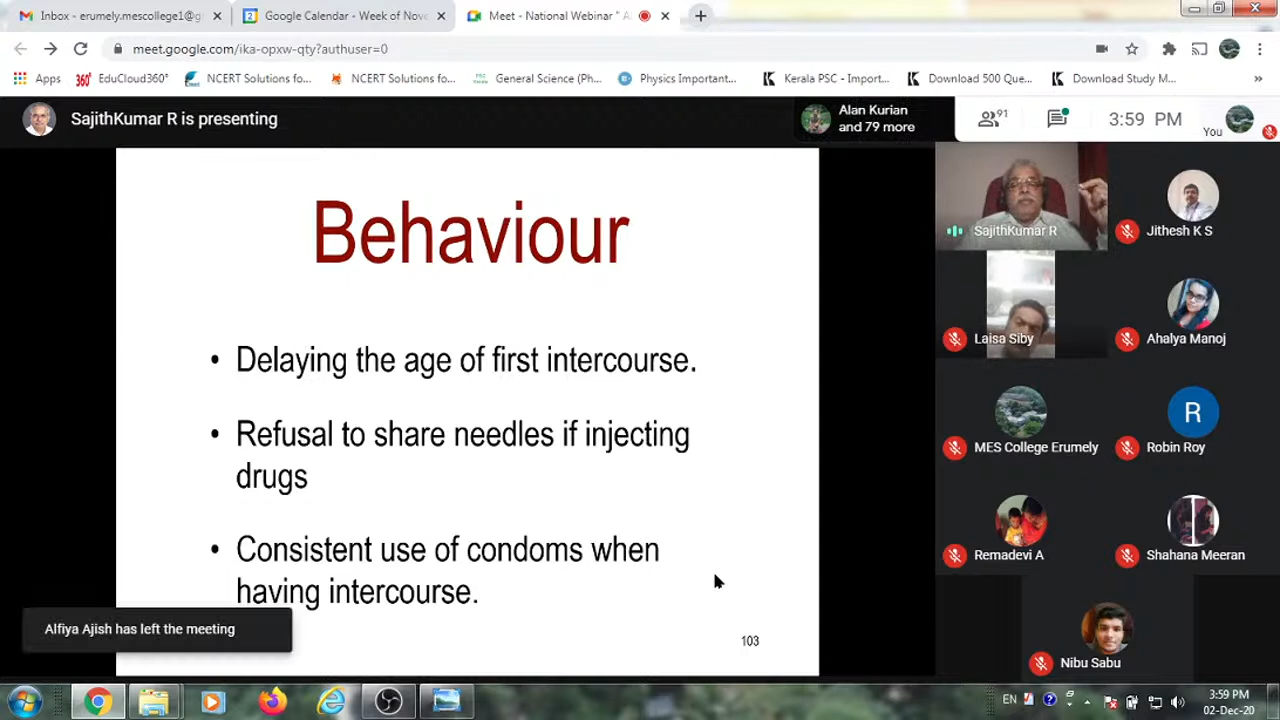 Inbox - erumely.mescollege1@g
Google Calendar - Week of Nove
Meet - National Webinar " A
meet.google.com/ika-opxw-qty?authuser=0
Apps
360°
EduCloud360°
NCERT Solutions fo...
NCERT Solutions fo...
General Science (Ph...
Physics Important...
Kerala PSC - Import...
Download 500 Que...
Download Study M...
SajithKumar R is presenting
Alan Kurian
and 79 more
91
3:59 PM
You
Behaviour
• Delaying the age of first intercourse.
• Refusal to share needles if injecting
drugs
• Consistent use of condoms when
having intercourse.
103
Alfiya Ajish has left the meeting
SajithKumar R
Jithesh K S
Laisa Siby
Ahalya Manoj
MES College Erumely
R
Robin Roy
Remadevi A
Shahana Meeran
Nibu Sabu
EN
3:59 PM
02-Dec-20